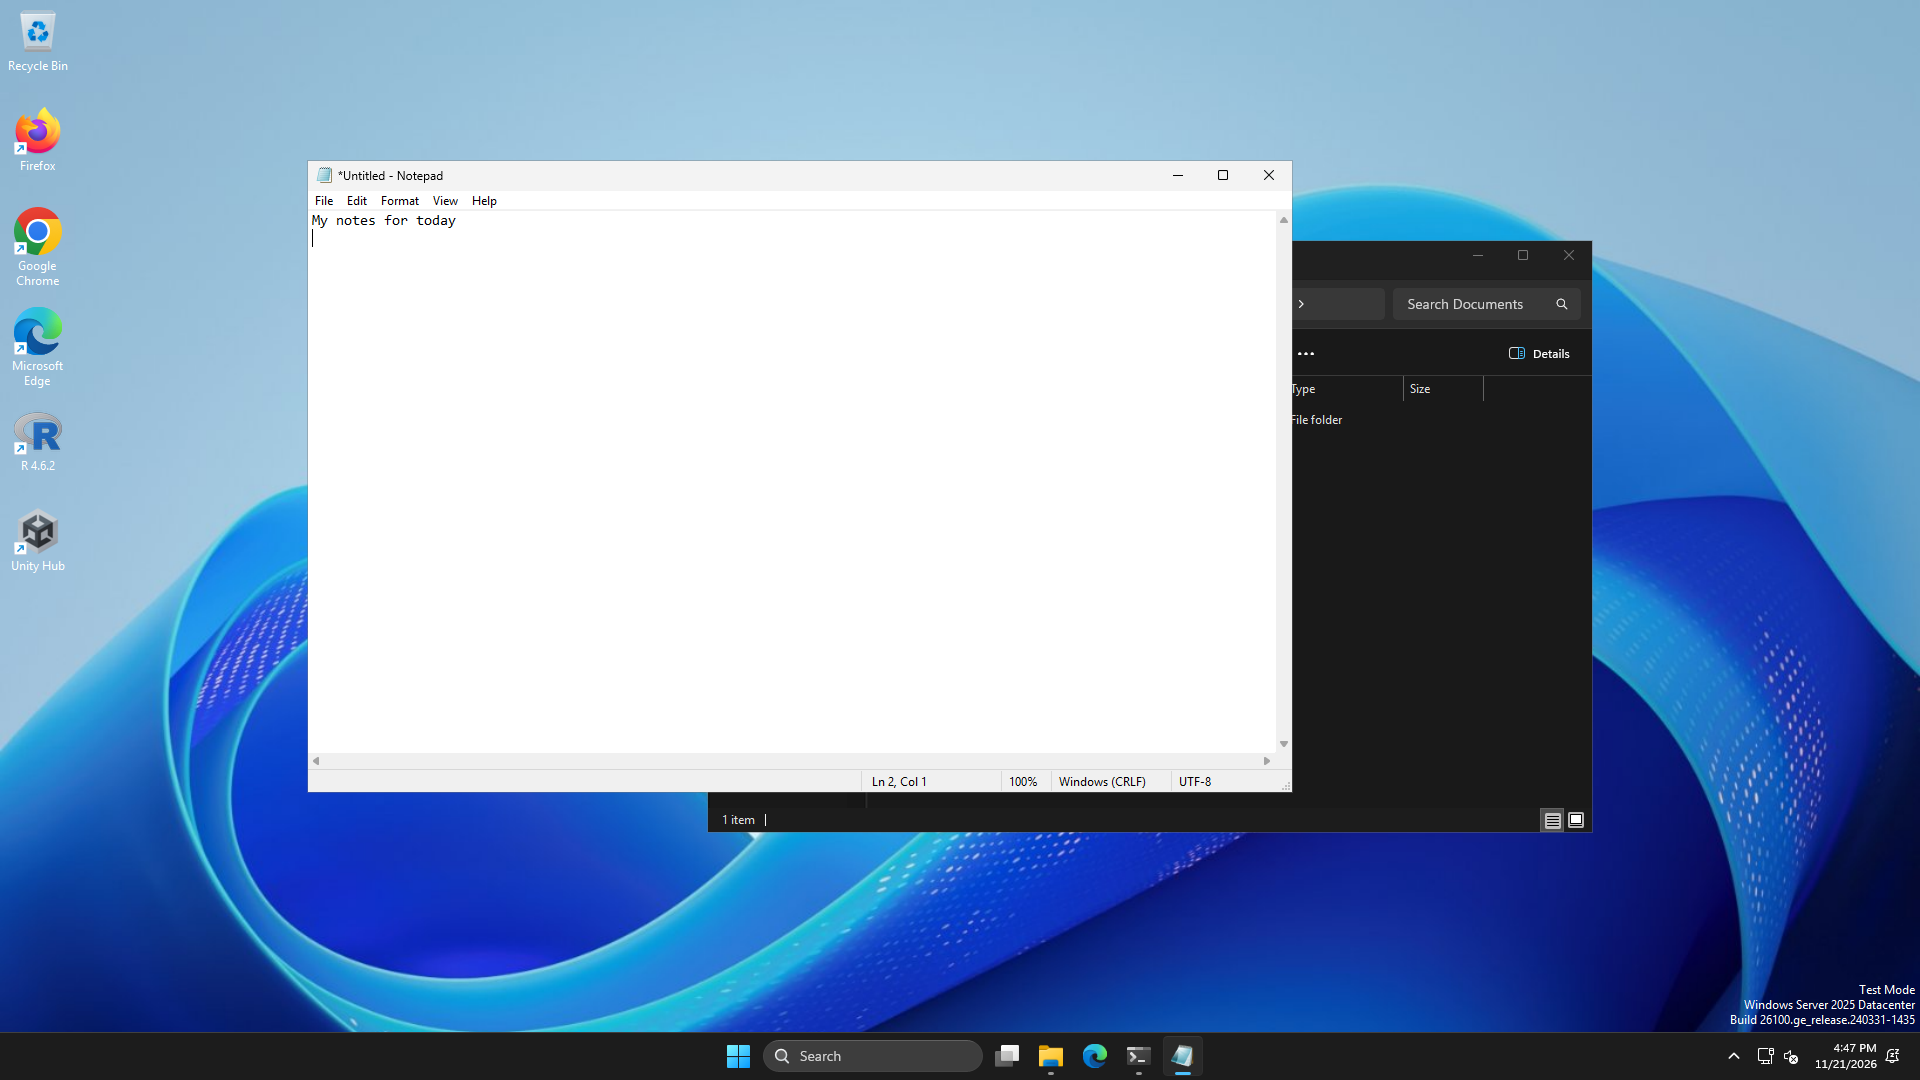 Recycle Bin
Firefox
Google
Chrome
Microsoft
Edge
R 4.6.2
Unity Hub
*Untitled - Notepad
File Edit Format View Help
My notes for today
Ln 2, Col 1 100% Windows (CRLF) UTF-8
Search Documents
Details
Type Size
File folder
1 item
Test Mode
Windows Server 2025 Datacenter
Build 26100.ge_release.240331-1435
Search
4:47 PM
11/21/2026